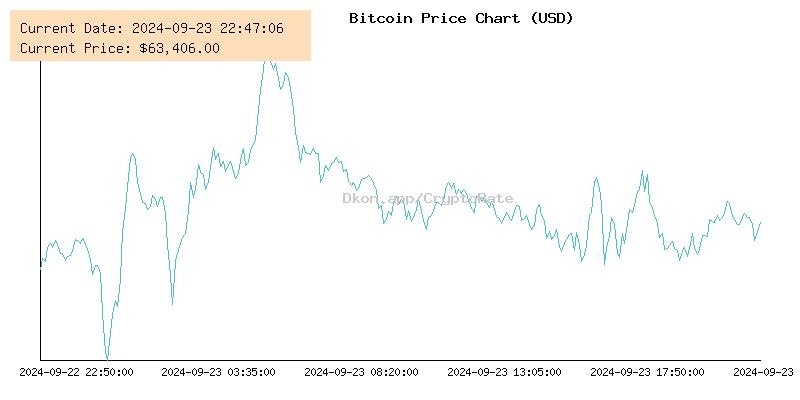 Bitcoin Price Chart (USD)
Current Date: 2024-09-23 22:47:06
Current Price: $63,406.00
Dkon.app/CryptoRate
2024-09-22 22:50:00
2024-09-23 03:35:00
2024-09-23 08:20:00
2024-09-23 13:05:00
2024-09-23 17:50:00
2024-09-23